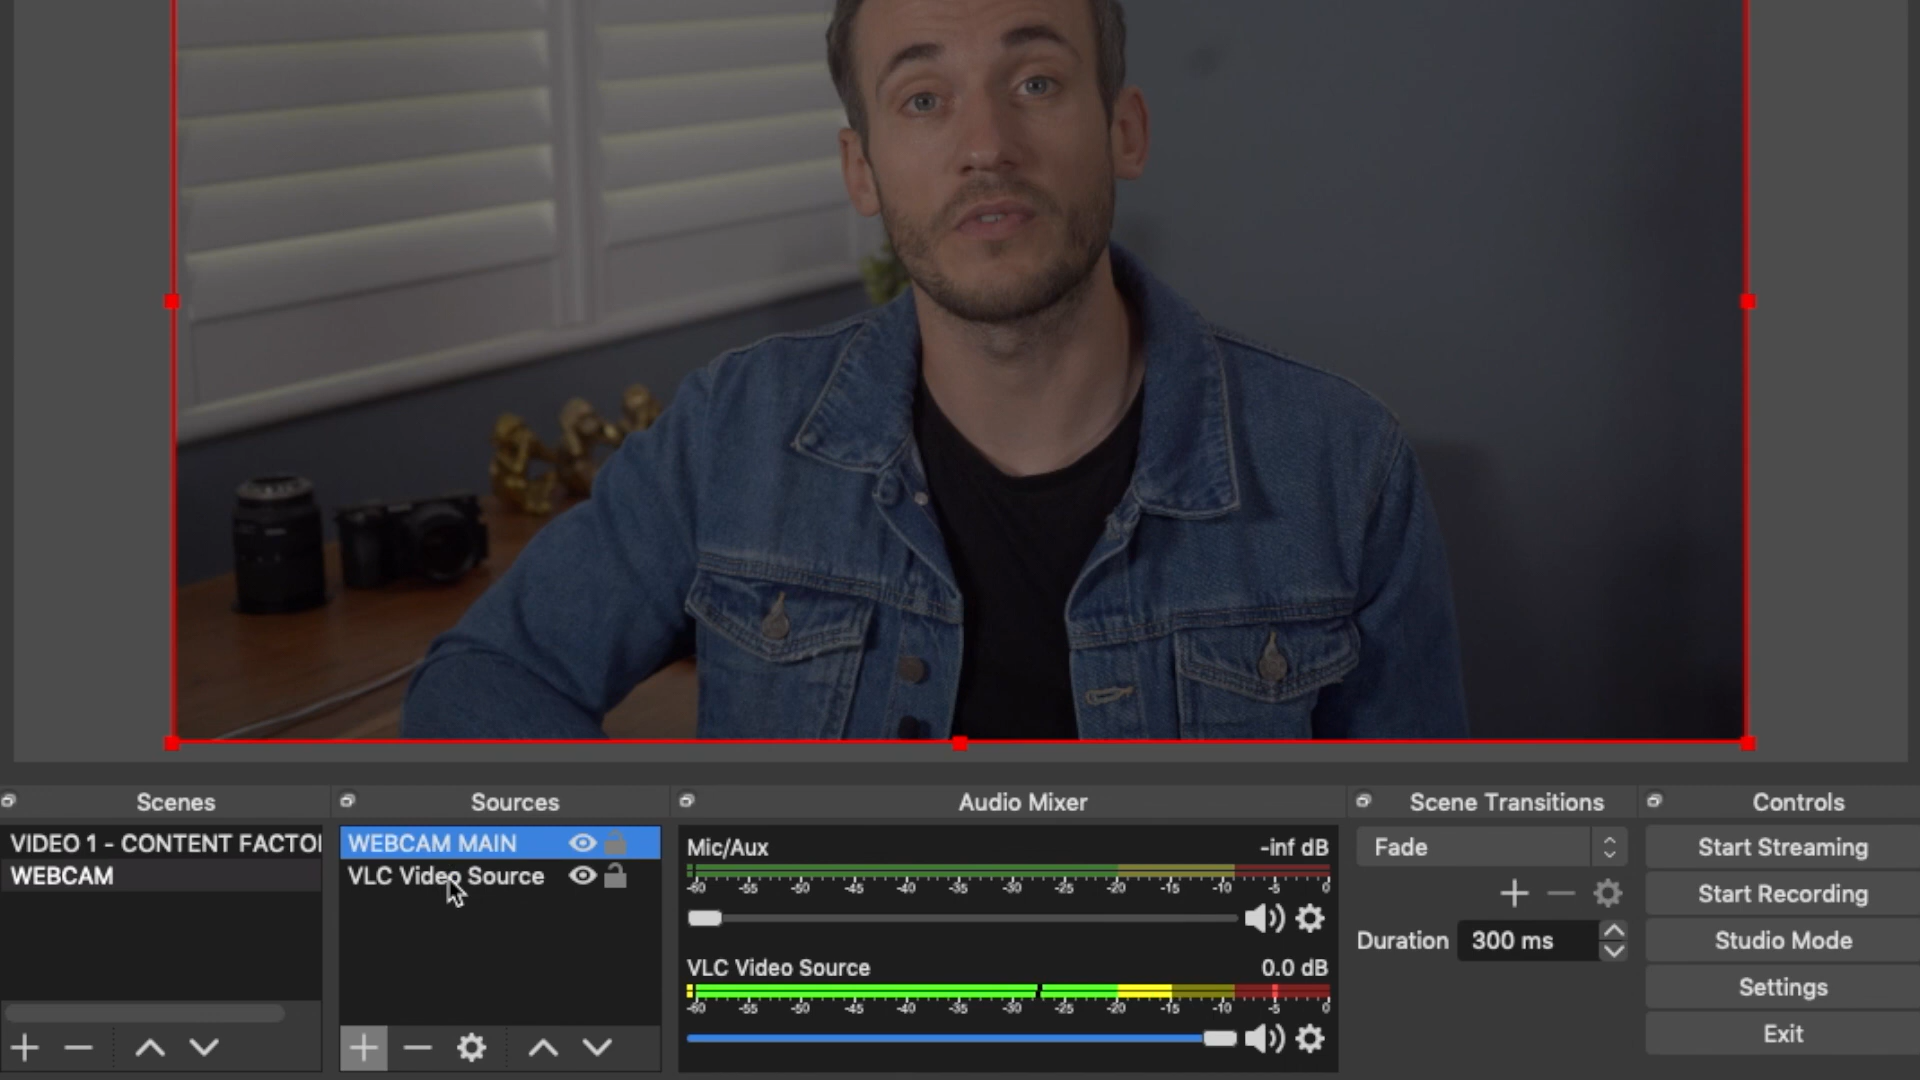 Scenes
VIDEO 1 - CONTENT FACTO
WEBCAM
Sources
WEBCAM MAIN
VLC Video Source
Audio Mixer
Mic/Aux -inf dB
-60 -55 -50 -45 -40 -35 -30 -25 -20 -15 -10 -5 0
VLC Video Source 0.0 dB
-60 -55 -50 -45 -40 -35 -30 -25 -20 -15 -10 -5 0
Scene Transitions
Fade
Duration 300 ms
Controls
Start Streaming
Start Recording
Studio Mode
Settings
Exit